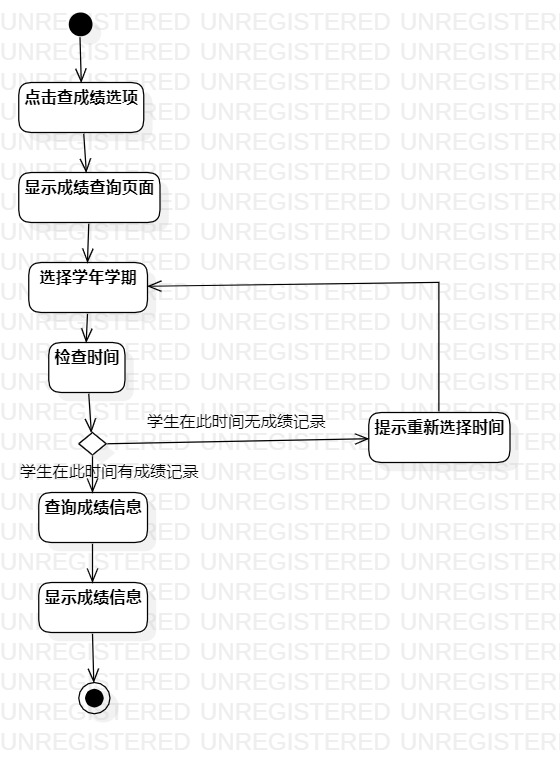 点击查成绩选项
显示成绩查询页面
选择学年学期
检查时间
学生在此时间无成绩记录
提示重新选择时间
学生在此时间有成绩记录
查询成绩信息
显示成绩信息
UNREGISTERED UNREGISTERED UNREGISTERED